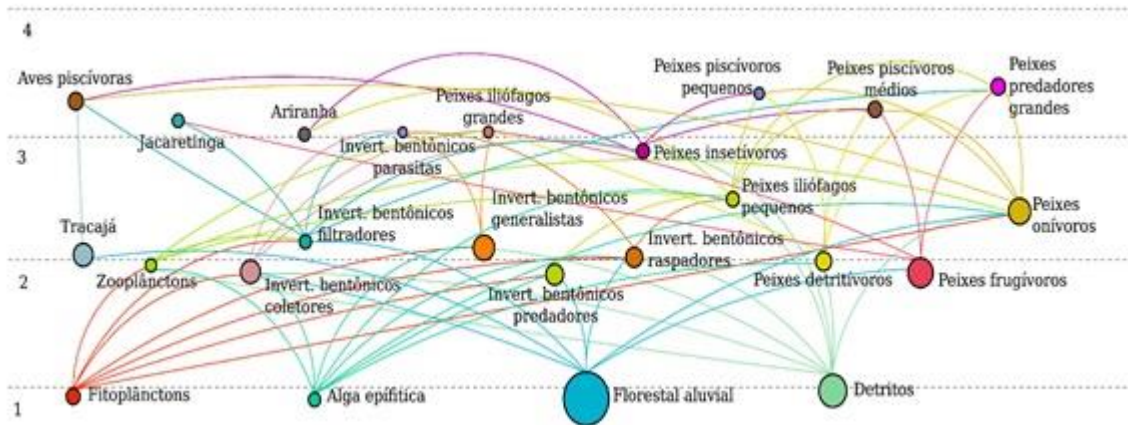 4
Aves piscívoras
Ariranha
Jacaretinga
Peixes iliófagos
grandes
Invert. bentônicos
parasitas
Peixes piscívoros
pequenos
Peixes piscívoros
médios
Peixes
predadores
grandes
3
Peixes insetívoros
Tracajá
Invert. bentônicos
filtradores
Invert. bentônicos
generalistas
Peixes iliófagos
pequenos
Peixes
onívoros
2
Zooplânctons
Invert. bentônicos
coletores
Invert. bentônicos
predadores
Invert. bentônicos
raspadores
Peixes detritívoros
Peixes frugívoros
1
Fitoplânctons
Alga epífitica
Florestal aluvial
Detritos